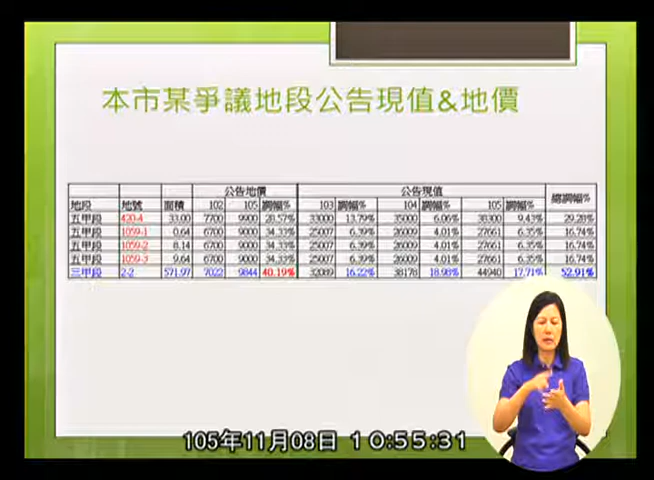 本市某爭議地段公告現值&地價
公告地價 公告現值 總調幅%
地段 地號 面積 102 105 調幅% 103 調幅% 104 調幅% 105 調幅%
五甲段 420-4 33.00 7700 9900 28.57% 33000 13.79% 35000 6.06% 38300 9.43% 29.28%
五甲段 1059-1 0.64 6700 9000 34.33% 25007 6.39% 26009 4.01% 27661 6.35% 16.74%
五甲段 1059-2 8.14 6700 9000 34.33% 25007 6.39% 26009 4.01% 27661 6.35% 16.74%
五甲段 1059-3 9.64 6700 9000 34.33% 25007 6.39% 26009 4.01% 27661 6.35% 16.74%
三甲段 2-2 571.97 7022 9844 40.19% 32089 16.22% 38178 18.98% 44940 17.71% 52.91%
105年11月08日 10:55:31